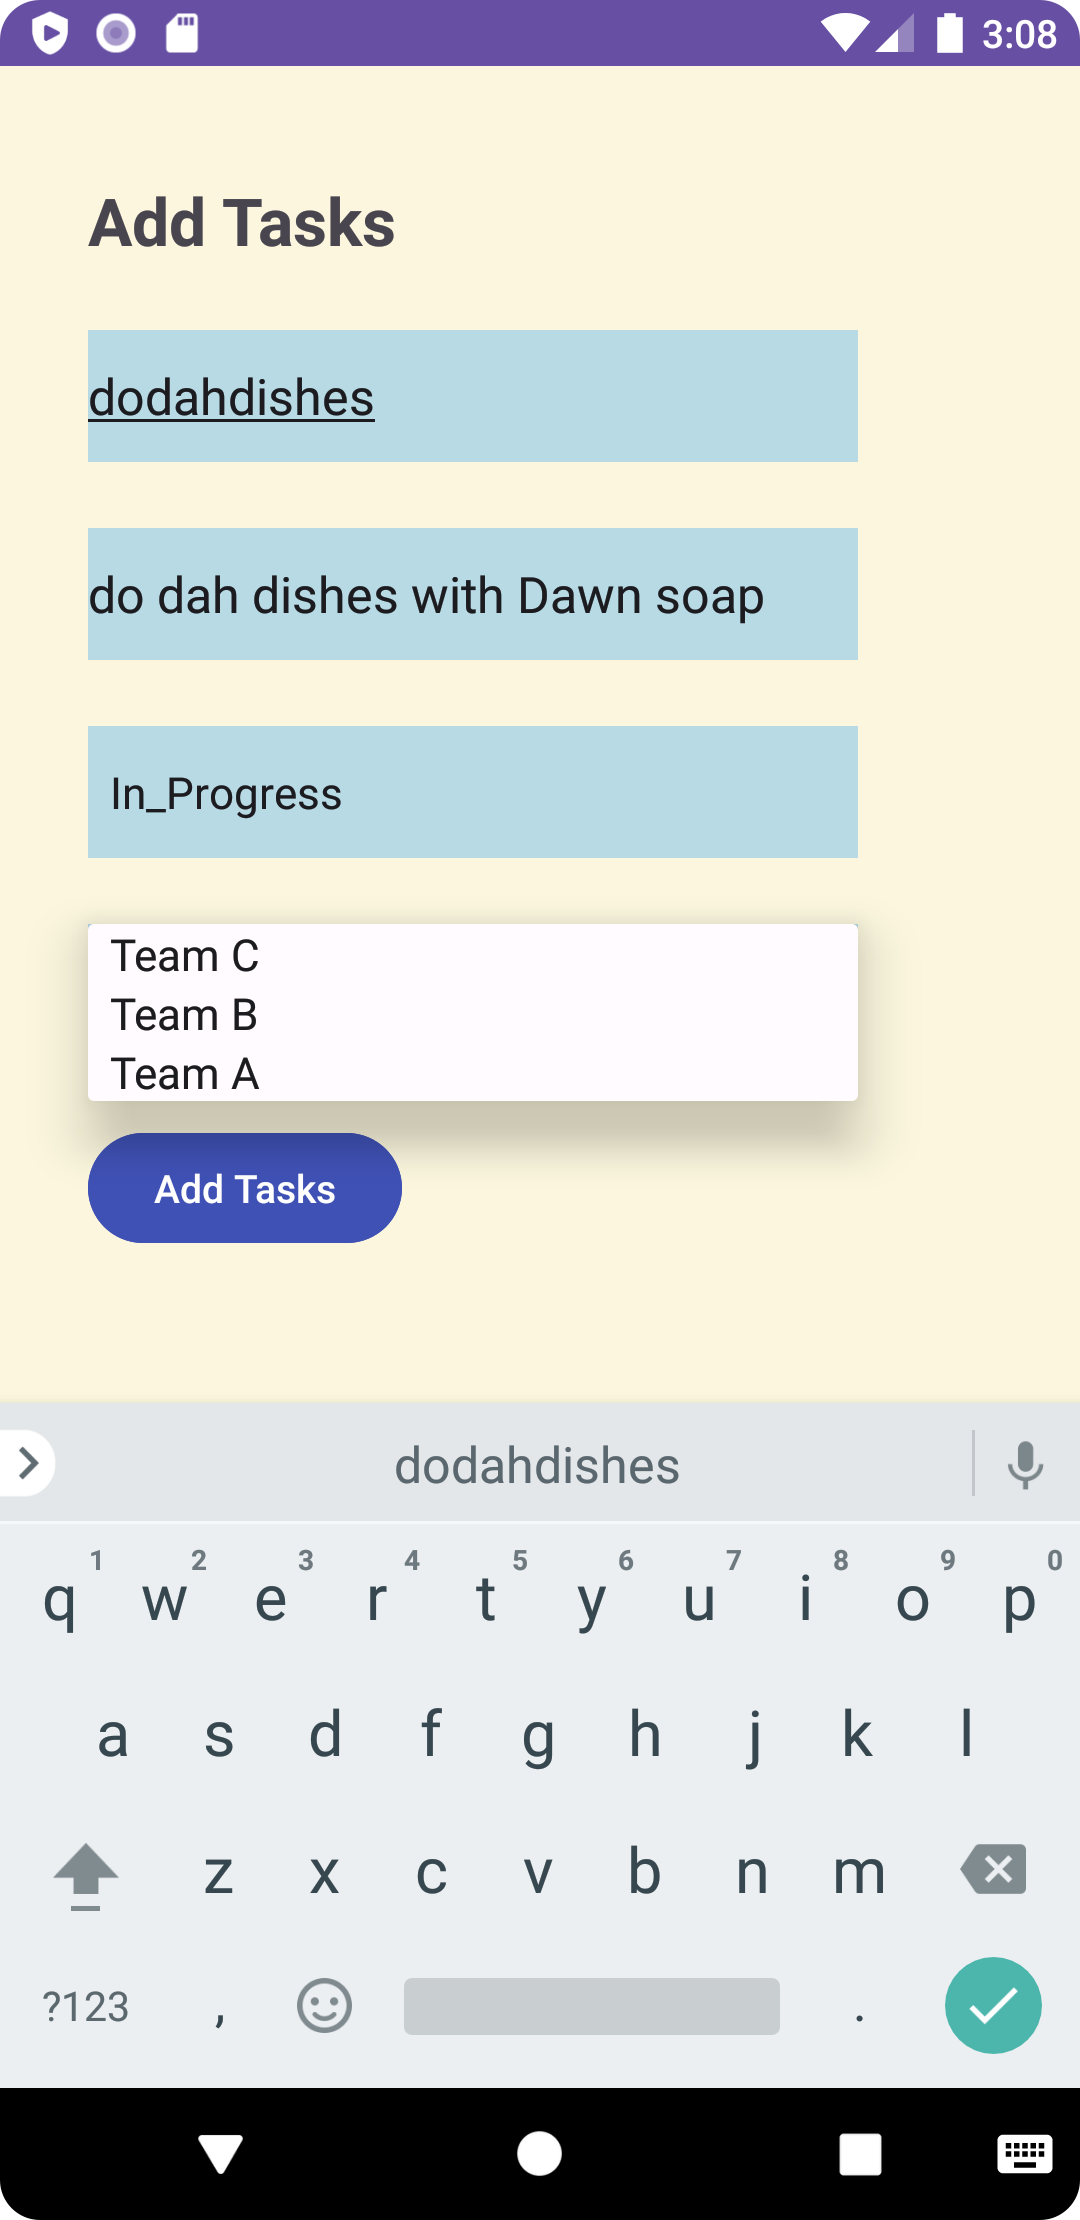 3:08
Add Tasks
dodahdishes
do dah dishes with Dawn soap
In_Progress
Team C
Team B
Team A
Add Tasks
dodahdishes
1 2 3 4 5 6 7 8 9 0
q w e r t y u i o p
a s d f g h j k l
z x c v b n m
?123 , .